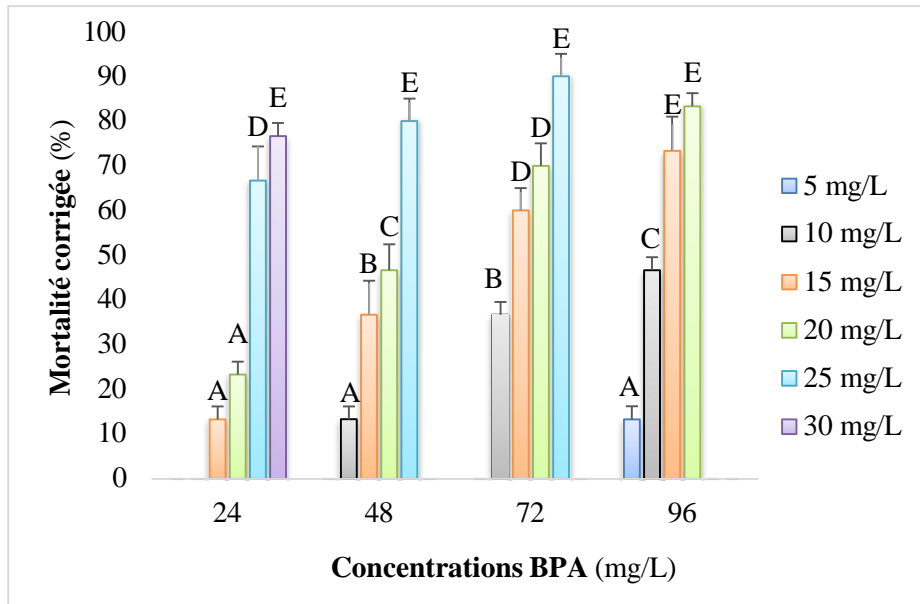 Mortalité corrigée (%)
100
90
80
70
60
50
40
30
20
10
0
A
A
D
E
A
B
C
E
B
D
D
E
A
C
E
E
24
48
72
96
Concentrations BPA (mg/L)
5 mg/L
10 mg/L
15 mg/L
20 mg/L
25 mg/L
30 mg/L